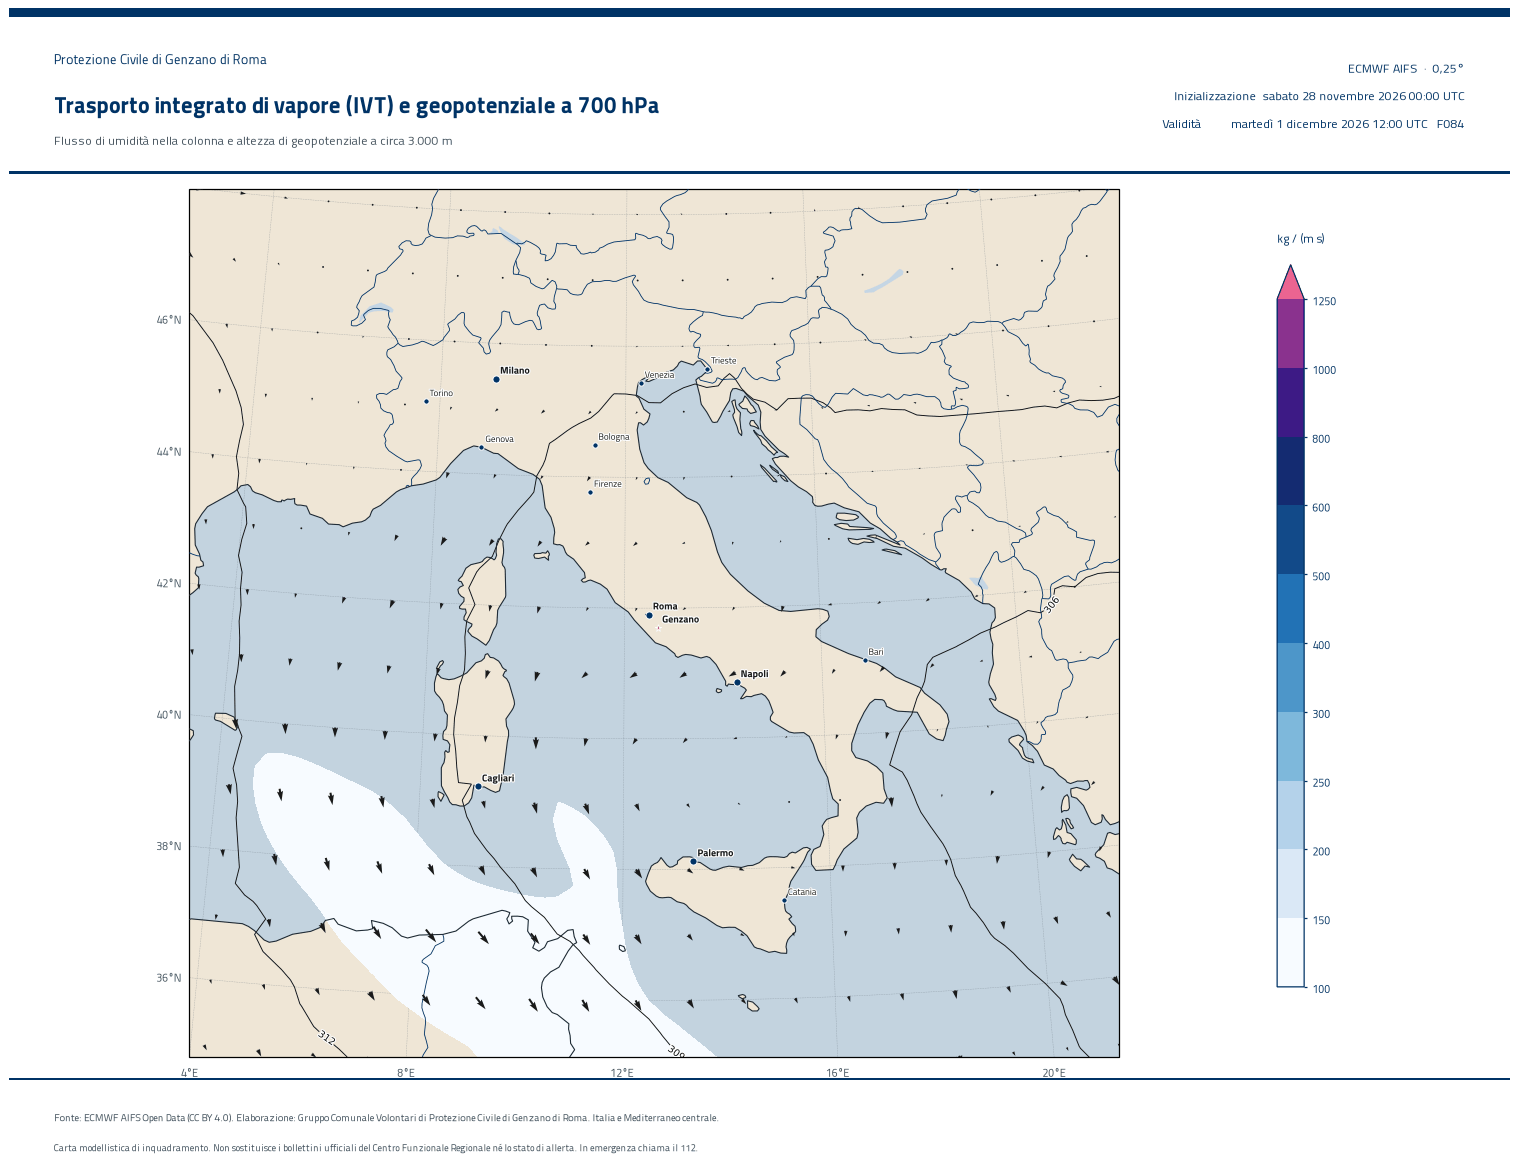 Protezione Civile di Genzano di Roma
Trasporto integrato di vapore (IVT) e geopotenziale a 700 hPa
Flusso di umidità nella colonna e altezza di geopotenziale a circa 3.000 m
ECMWF AIFS · 0,25°
Inizializzazione sabato 28 novembre 2026 00:00 UTC
Validità martedì 1 dicembre 2026 12:00 UTC F084
kg / (m s)
1250
1000
800
600
500
400
300
250
200
150
100
46°N
44°N
42°N
40°N
38°N
36°N
4°E
8°E
12°E
16°E
20°E
Milano
Torino
Venezia
Trieste
Genova
Bologna
Firenze
Roma
Genzano
Napoli
Bari
Cagliari
Palermo
Catania
306
312
309
Fonte: ECMWF AIFS Open Data (CC BY 4.0). Elaborazione: Gruppo Comunale Volontari di Protezione Civile di Genzano di Roma. Italia e Mediterraneo centrale.
Carta modellistica di inquadramento. Non sostituisce i bollettini ufficiali del Centro Funzionale Regionale né lo stato di allerta. In emergenza chiama il 112.